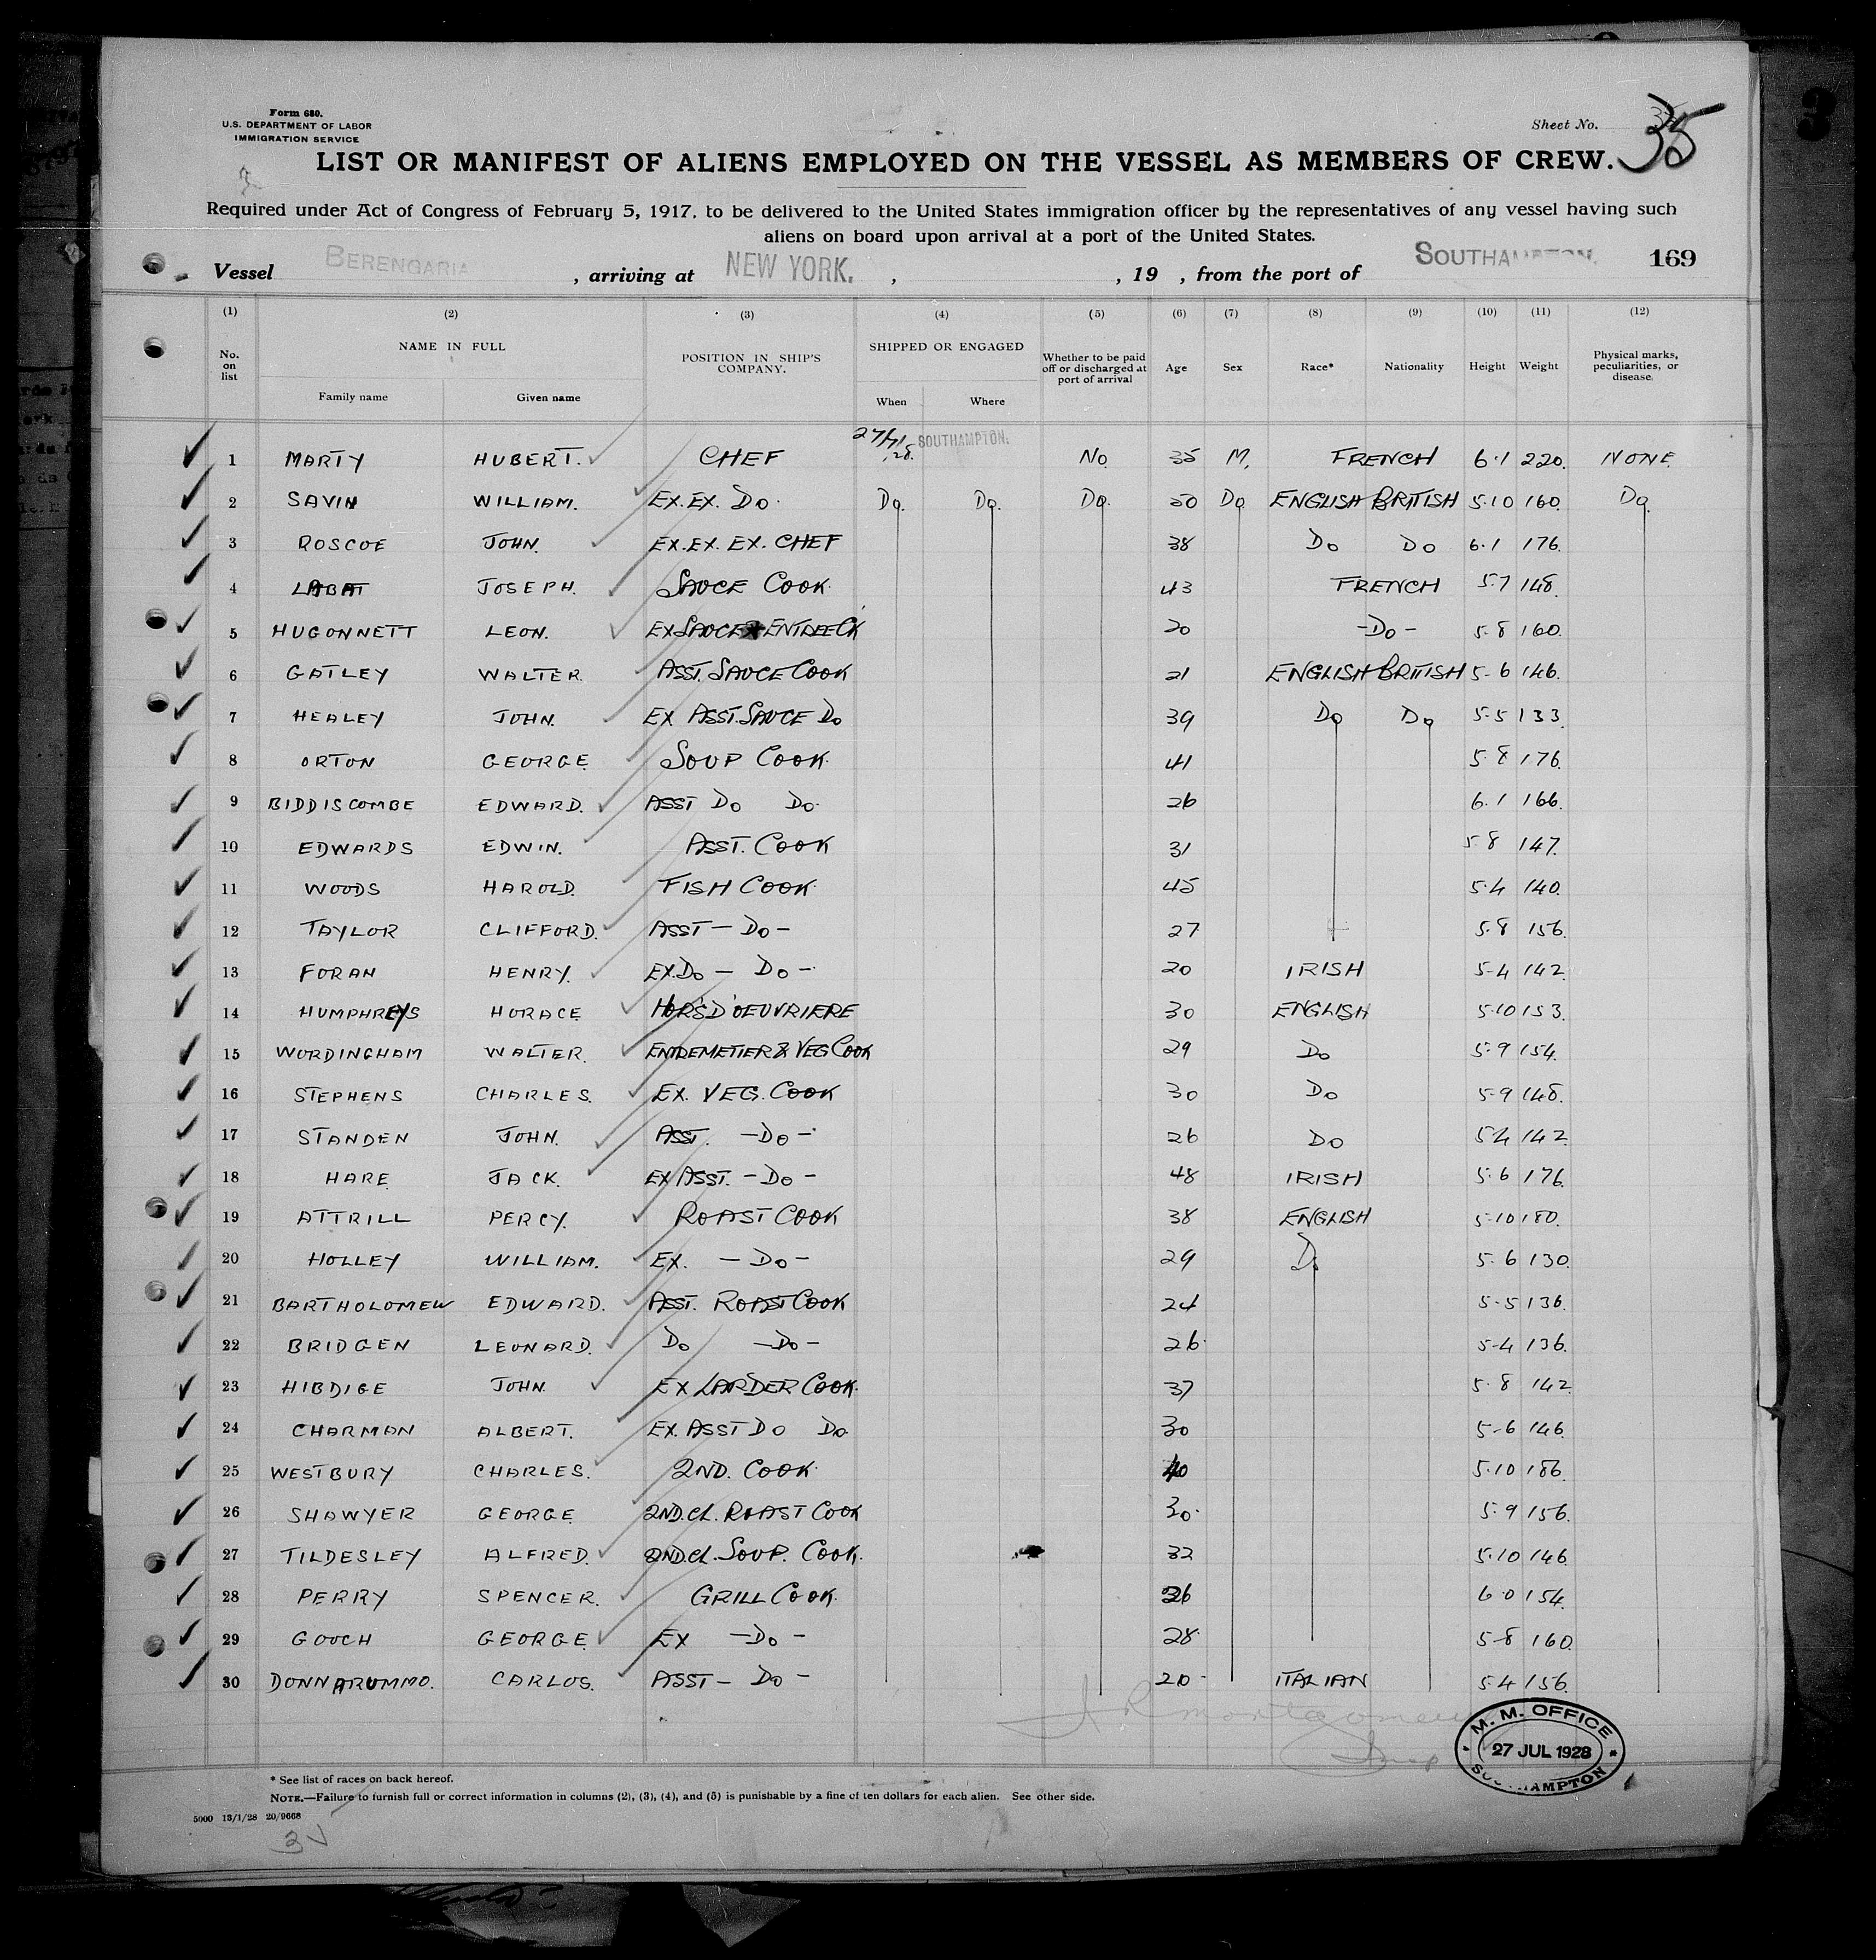 Form 680.
U.S. DEPARTMENT OF LABOR
IMMIGRATION SERVICE
Sheet No. 35
LIST OR MANIFEST OF ALIENS EMPLOYED ON THE VESSEL AS MEMBERS OF CREW.
Required under Act of Congress of February 5, 1917, to be delivered to the United States immigration officer by the representatives of any vessel having such
aliens on board upon arrival at a port of the United States.
Vessel BERENGARIA, arriving at NEW YORK, , 19 , from the port of SOUTHAMPTON. 169
(1) (2) (3) (4) (5) (6) (7) (8) (9) (10) (11) (12)
No. on list NAME IN FULL POSITION IN SHIP'S COMPANY. SHIPPED OR ENGAGED Whether to be paid off or discharged at port of arrival Age Sex Race* Nationality Height Weight Physical marks, peculiarities, or disease.
Family name Given name When Where
1 MARTY HUBERT. CHEF 27/7/28. SOUTHAMPTON. No 35 M. FRENCH 6.1 220. NONE.
2 SAVIN WILLIAM. EX.EX. Do. Do. Do. Do. 50 Do ENGLISH BRITISH 5.10 160. Do.
3 ROSCOE JOHN. EX.EX.EX. CHEF 38 Do Do 6.1 176.
4 LABAT JOSEPH. SAUCE COOK. 43 FRENCH 5.7 148.
5 HUGONNETT LEON. EX SAUCE & ENTREE CK 20 -Do- 5.8 160.
6 GATLEY WALTER. ASST. SAUCE COOK 21 ENGLISH BRITISH 5-6 146.
7 HEALEY JOHN. EX ASST. SAUCE Do 39 Do Do 5.5 133.
8 ORTON GEORGE. SOUP COOK. 41 5.8 176.
9 BIDDISCOMBE EDWARD. ASST Do Do. 26 6.1 166.
10 EDWARDS EDWIN. ASST. COOK 31 5.8 147.
11 WOODS HAROLD. FISH COOK. 45 5.4 140.
12 TAYLOR CLIFFORD. ASST - Do - 27 5.8 156.
13 FORAN HENRY. EX.Do - Do - 20 IRISH 5-4 142.
14 HUMPHREYS HORACE HORS'D'OEUVRIERE 30 ENGLISH 5.10 153.
15 WORDINGHAM WALTER. ENTREMETIER & VEG COOK 29 Do 5.9 154.
16 STEPHENS CHARLES. EX. VEG. COOK 30 Do 5-9 148.
17 STANDEN JOHN. ASST. -Do- 26 Do 5.4 142.
18 HARE JACK. EX ASST. -Do- 48 IRISH 5.6 176.
19 ATTRILL PERCY. ROAST COOK 38 ENGLISH 5.10 180.
20 HOLLEY WILLIAM. EX. -Do- 29 Do 5.6 130.
21 BARTHOLOMEW EDWARD. ASST. ROAST COOK 24 5-5 136.
22 BRIDGEN LEONARD. Do -Do- 26. 5-4 136.
23 HIBDIGE JOHN. EX LARDER COOK. 37 5.8 142.
24 CHARMAN ALBERT. EX. ASST Do Do. 30 5-6 146.
25 WESTBURY CHARLES. 2ND. COOK. 40 5.10 186.
26 SHAWYER GEORGE 2ND.CL. ROAST COOK 30. 5.9 156.
27 TILDESLEY ALFRED. 2ND.CL. SOUP. COOK. 32 5.10 146.
28 PERRY SPENCER. GRILL COOK. 26 6.0 154.
29 GOOCH GEORGE. EX -Do- 28. 5-8 160.
30 DONNARUMMO. CARLOS. ASST - Do - 20 - ITALIAN 5.4 156.
M. M. OFFICE
27 JUL 1928
SOUTHAMPTON
* See list of races on back hereof.
NOTE.—Failure to furnish full or correct information in columns (2), (3), (4), and (5) is punishable by a fine of ten dollars for each alien. See other side.
5000 13/1/28 20/9668